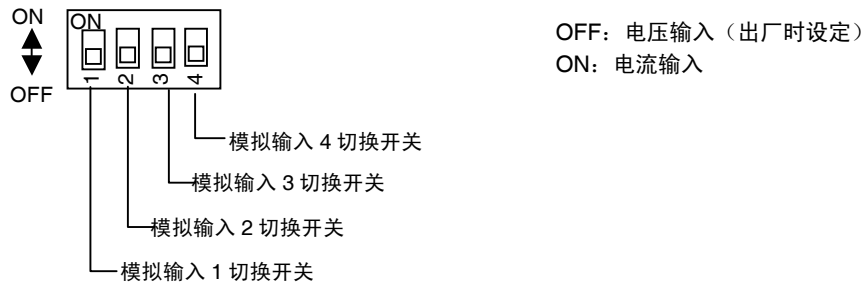 ON
ON
OFF
1 2 3 4
OFF：电压输入（出厂时设定）
ON：电流输入
模拟输入 4 切换开关
模拟输入 3 切换开关
模拟输入 2 切换开关
模拟输入 1 切换开关